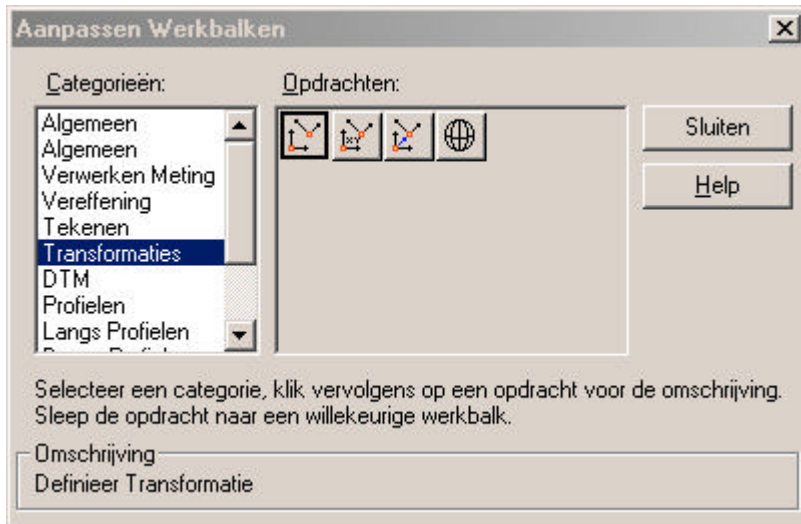 Aanpassen Werkbalken
Categorieën:
Opdrachten:
Algemeen
Algemeen
Verwerken Meting
Vereffening
Tekenen
Transformaties
DTM
Profielen
Langs Profielen
Sluiten
Help
Selecteer een categorie, klik vervolgens op een opdracht voor de omschrijving.
Sleep de opdracht naar een willekeurige werkbalk.
Omschrijving
Definieer Transformatie